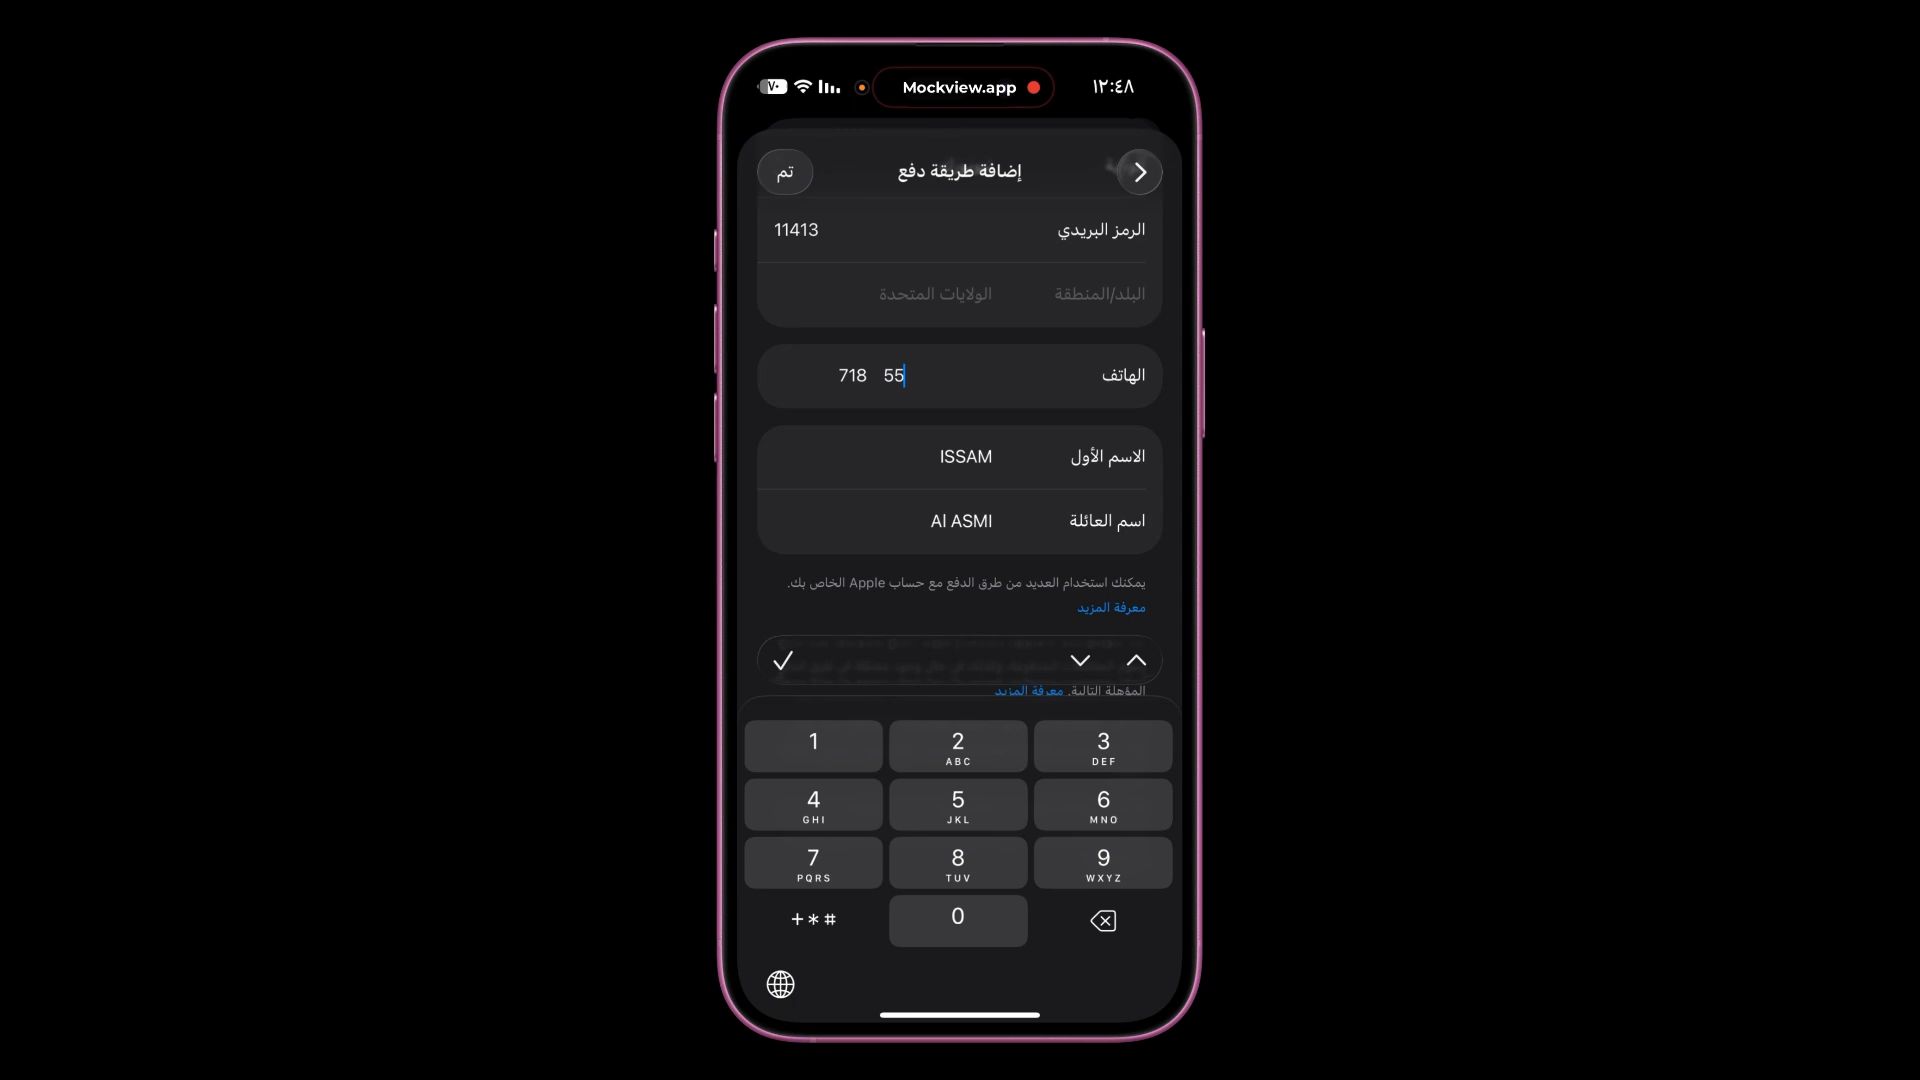 ١٢:٤٨
Mockview.app
٧٠
إضافة طريقة دفع
تم
الرمز البريدي 11413
البلد/المنطقة الولايات المتحدة
الهاتف 718 55
الاسم الأول ISSAM
اسم العائلة Al ASMI
يمكنك استخدام العديد من طرق الدفع مع حساب Apple الخاص بك.
معرفة المزيد
المؤهلة التالية. معرفة المزيد
1
2 ABC
3 DEF
4 GHI
5 JKL
6 MNO
7 PQRS
8 TUV
9 WXYZ
+*#
0